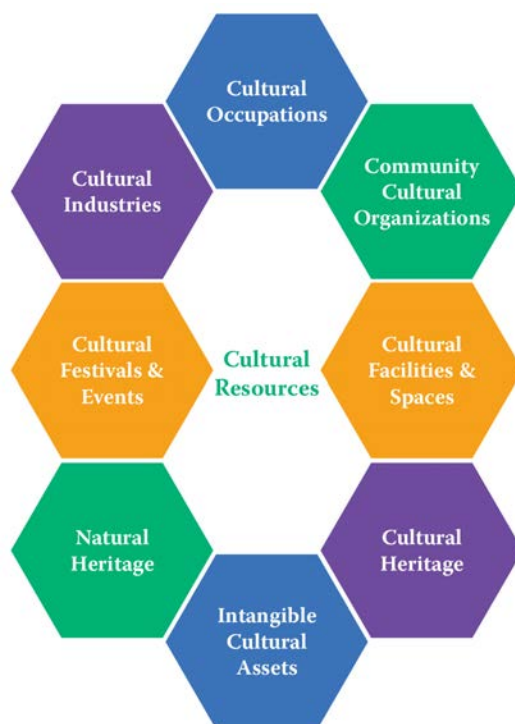 Cultural
Occupations
Community
Cultural
Organizations
Cultural
Industries
Cultural
Festivals &
Events
Cultural
Resources
Cultural
Facilities &
Spaces
Natural
Heritage
Cultural
Heritage
Intangible
Cultural
Assets